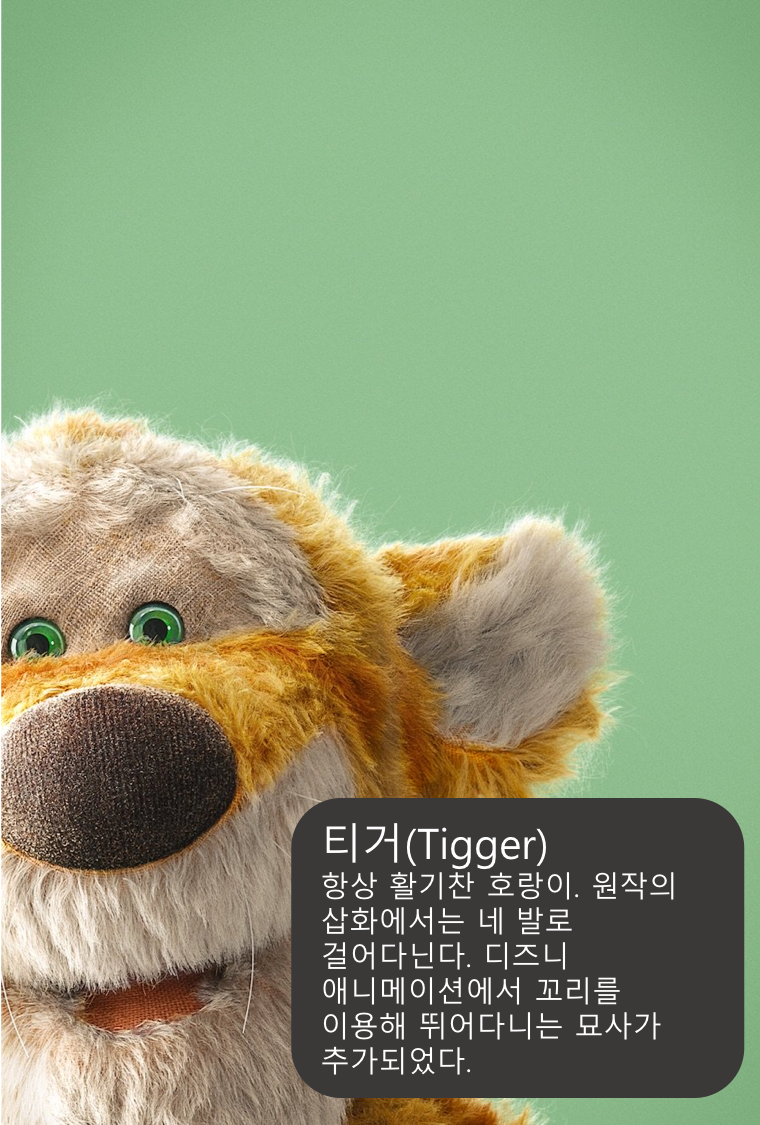 티거(Tigger)
항상 활기찬 호랑이. 원작의
삽화에서는 네 발로
걸어다닌다. 디즈니
애니메이션에서 꼬리를
이용해 뛰어다니는 묘사가
추가되었다.